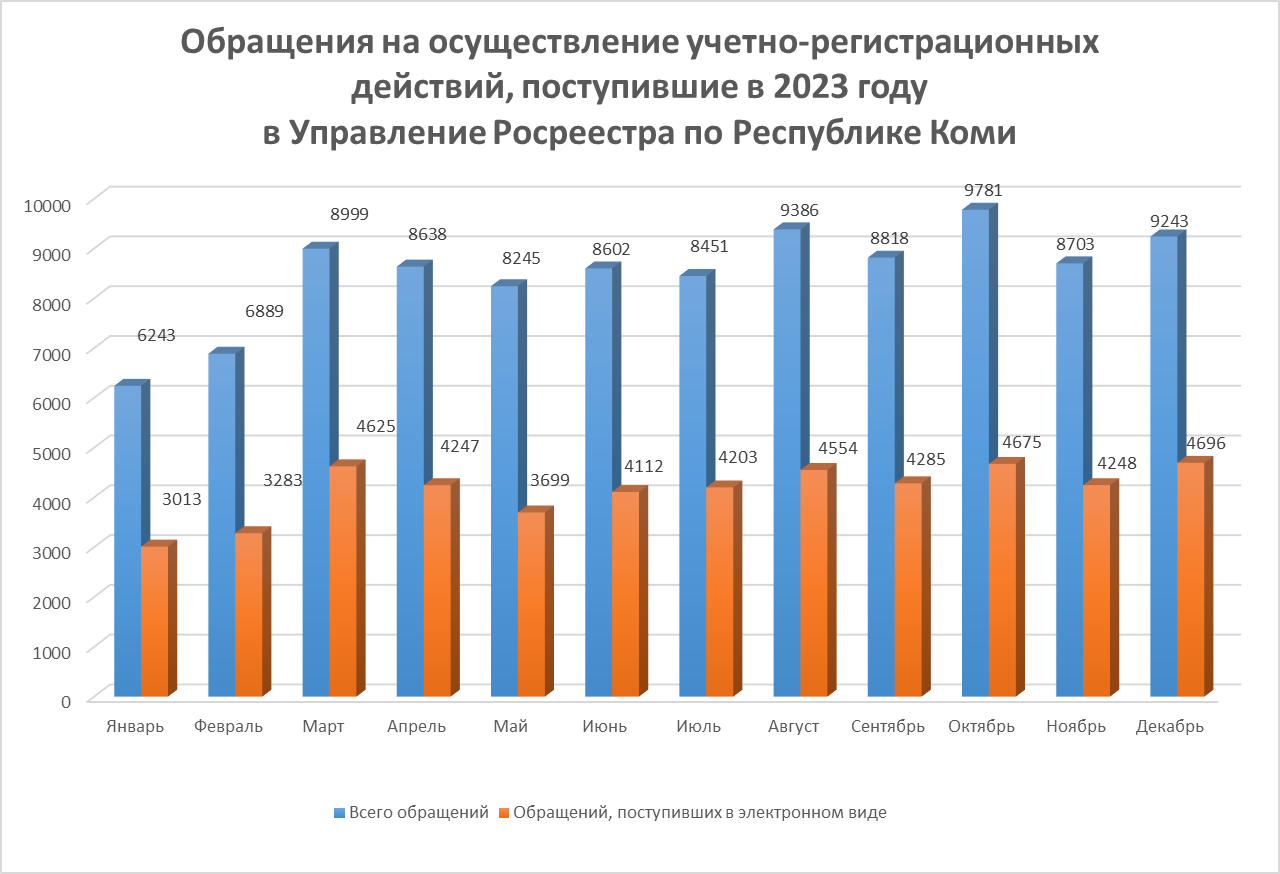 Обращения на осуществление учетно-регистрационных
действий, поступившие в 2023 году
в Управление Росреестра по Республике Коми
10000
9000
8000
7000
6000
5000
4000
3000
2000
1000
0
6243
6889
8999
8638
8245
8602
8451
9386
8818
9781
8703
9243
3013
3283
4625
4247
3699
4112
4203
4554
4285
4675
4248
4696
Январь
Февраль
Март
Апрель
Май
Июнь
Июль
Август
Сентябрь
Октябрь
Ноябрь
Декабрь
Всего обращений
Обращений, поступивших в электронном виде